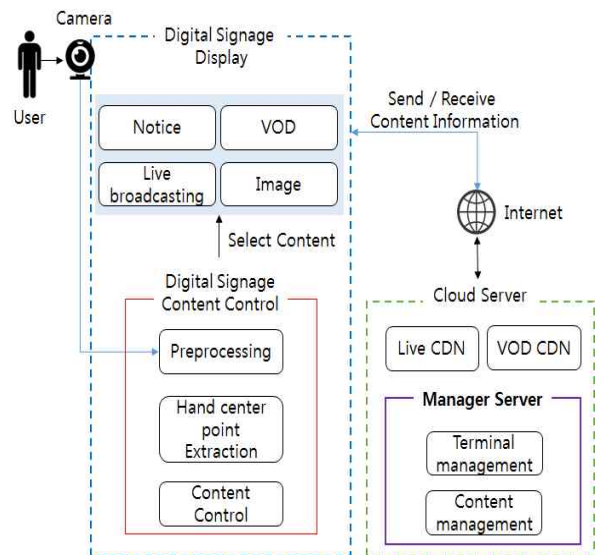 Camera
User
Digital Signage
Display
Notice
VOD
Live
broadcasting
Image
Send / Receive
Content Information
Internet
Select Content
Digital Signage
Content Control
Preprocessing
Hand center
point
Extraction
Content
Control
Cloud Server
Live CDN
VOD CDN
Manager Server
Terminal
management
Content
management